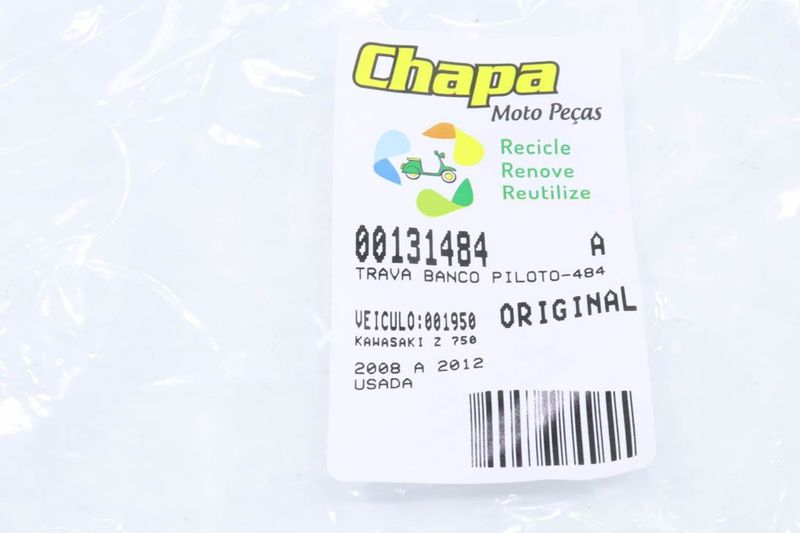 Chapa
Moto Peças
Recicle
Renove
Reutilize
00131484 A
TRAVA BANCO PILOTO-484
VEICULO:001950 ORIGINAL
KAWASAKI Z 750
2008 A 2012
USADA